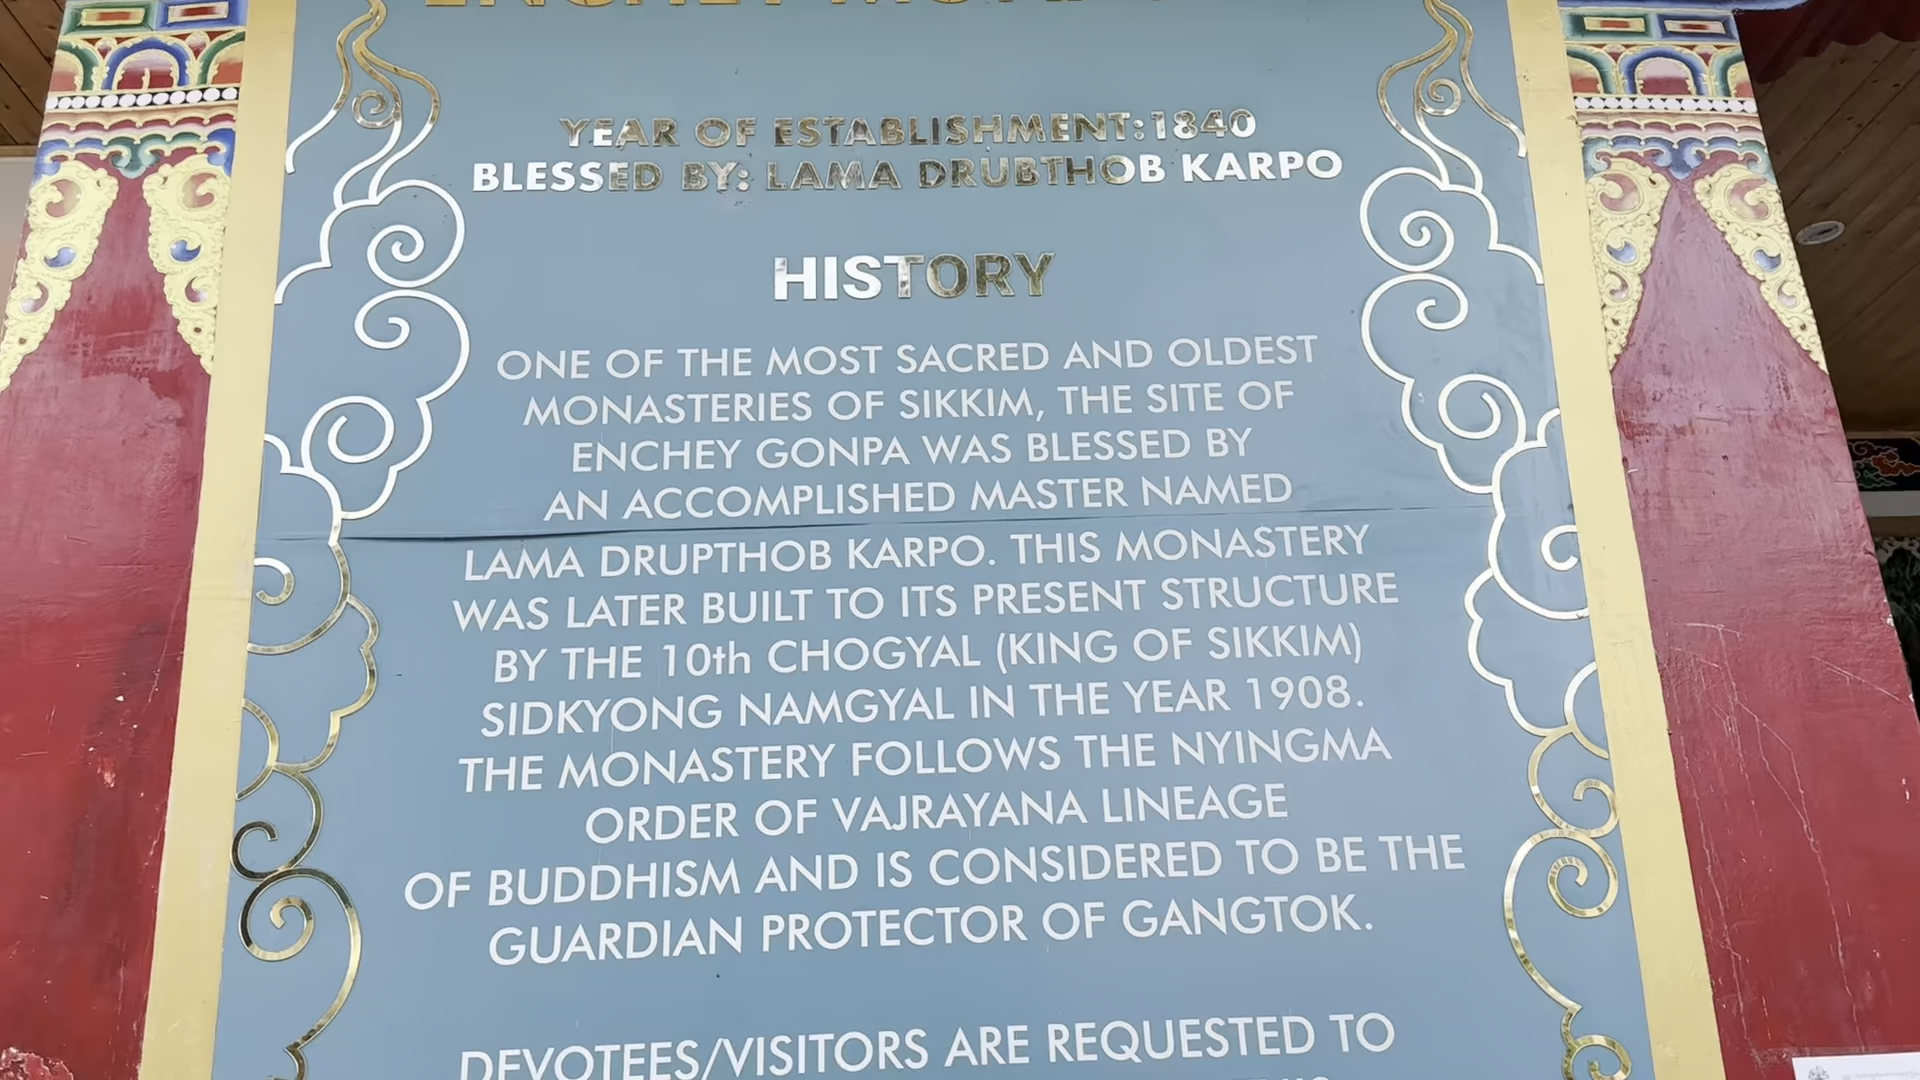 ENCHEY
YEAR OF ESTABLISHMENT:1840
BLESSED BY: LAMA DRUBTHOB KARPO
HISTORY
ONE OF THE MOST SACRED AND OLDEST
MONASTERIES OF SIKKIM, THE SITE OF
ENCHEY GONPA WAS BLESSED BY
AN ACCOMPLISHED MASTER NAMED
LAMA DRUPTHOB KARPO. THIS MONASTERY
WAS LATER BUILT TO ITS PRESENT STRUCTURE
BY THE 10th CHOGYAL (KING OF SIKKIM)
SIDKYONG NAMGYAL IN THE YEAR 1908.
THE MONASTERY FOLLOWS THE NYINGMA
ORDER OF VAJRAYANA LINEAGE
OF BUDDHISM AND IS CONSIDERED TO BE THE
GUARDIAN PROTECTOR OF GANGTOK.
DEVOTEES/VISITORS ARE REQUESTED TO